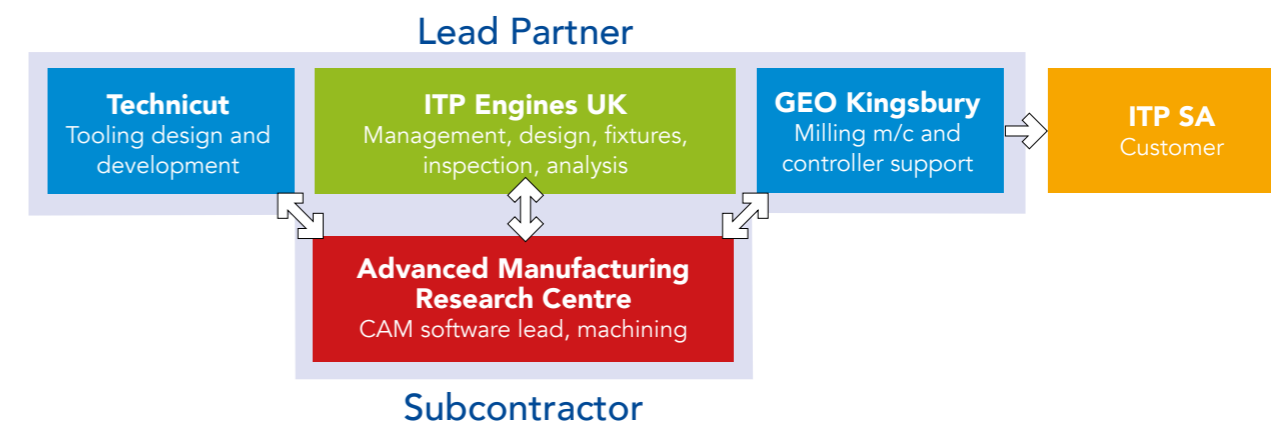 Lead Partner
Technicut
Tooling design and
development
ITP Engines UK
Management, design, fixtures,
inspection, analysis
GEO Kingsbury
Milling m/c and
controller support
ITP SA
Customer
Advanced Manufacturing
Research Centre
CAM software lead, machining
Subcontractor